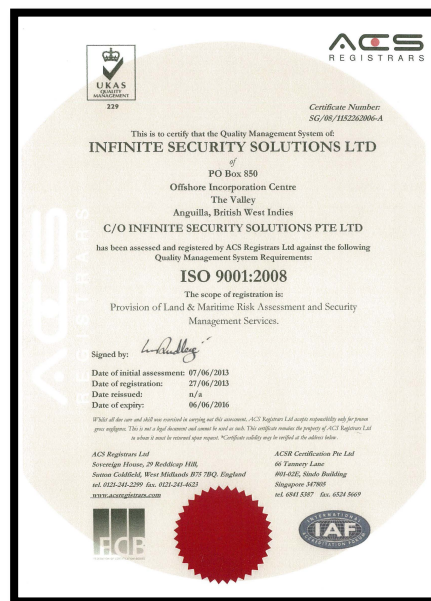 ACS
REGISTRARS
UKAS
QUALITY
MANAGEMENT
229
Certificate Number:
SG/08/1152262006-A
This is to certify that the Quality Management System of:
INFINITE SECURITY SOLUTIONS LTD
of
PO Box 850
Offshore Incorporation Centre
The Valley
Anguilla, British West Indies
C/O INFINITE SECURITY SOLUTIONS PTE LTD
has been assessed and registered by ACS Registrars Ltd against the following
Quality Management System Requirements:
ISO 9001:2008
The scope of registration is:
Provision of Land & Maritime Risk Assessment and Security
Management Services.
ACS
REGISTRARS
Signed by:
Date of initial assessment: 07/06/2013
Date of registration: 27/06/2013
Date reissued: n/a
Date of expiry: 06/06/2016
Whilst all due care and skill was exercised in carrying out this assessment, ACS Registrars Ltd accepts responsibility only for proven
gross negligence. This is not a legal document and cannot be used as such. This certificate remains the property of ACS Registrars Ltd
to whom it must be returned upon request. *Certificate validity may be verified at the address below.
ACS Registrars Ltd
Sovereign House, 29 Reddicap Hill,
Sutton Coldfield, West Midlands B75 7BQ. England
tel. 0121-241-2299 fax. 0121-241-4623
www.acsregistrars.com
ACSR Certification Pte Ltd
66 Tannery Lane
#01-02E, Sindo Building
Singapore 347805
tel. 6841 5387 fax. 6524 5669
INTERNATIONAL
IAF
ACCREDITATION FORUM